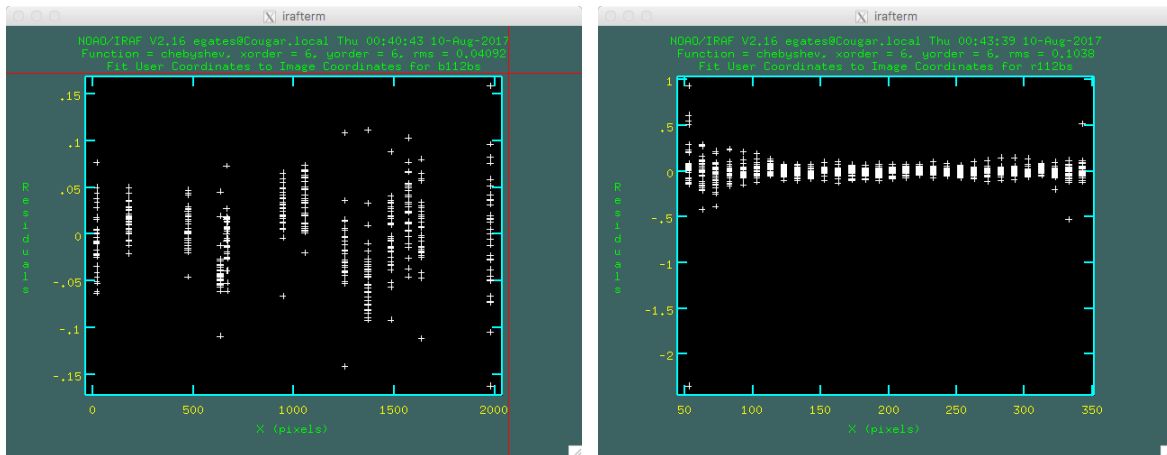 irafterm
NOAO/IRAF V2.16 egates@Cougar.local Thu 00:40:43 10-Aug-2017
Function = chebyshev, xorder = 6, yorder = 6, rms = 0.04092
Fit User Coordinates to Image Coordinates for b112bs
.15
.1
.05
0
-.05
-.1
-.15
Residuals
0 500 1000 1500 2000
X (pixels)
irafterm
NOAO/IRAF V2.16 egates@Cougar.local Thu 00:43:39 10-Aug-2017
Function = chebyshev, xorder = 6, yorder = 6, rms = 0.1038
Fit User Coordinates to Image Coordinates for r112bs
1
.5
0
-.5
-1
-1.5
-2
Residuals
50 100 150 200 250 300 350
X (pixels)